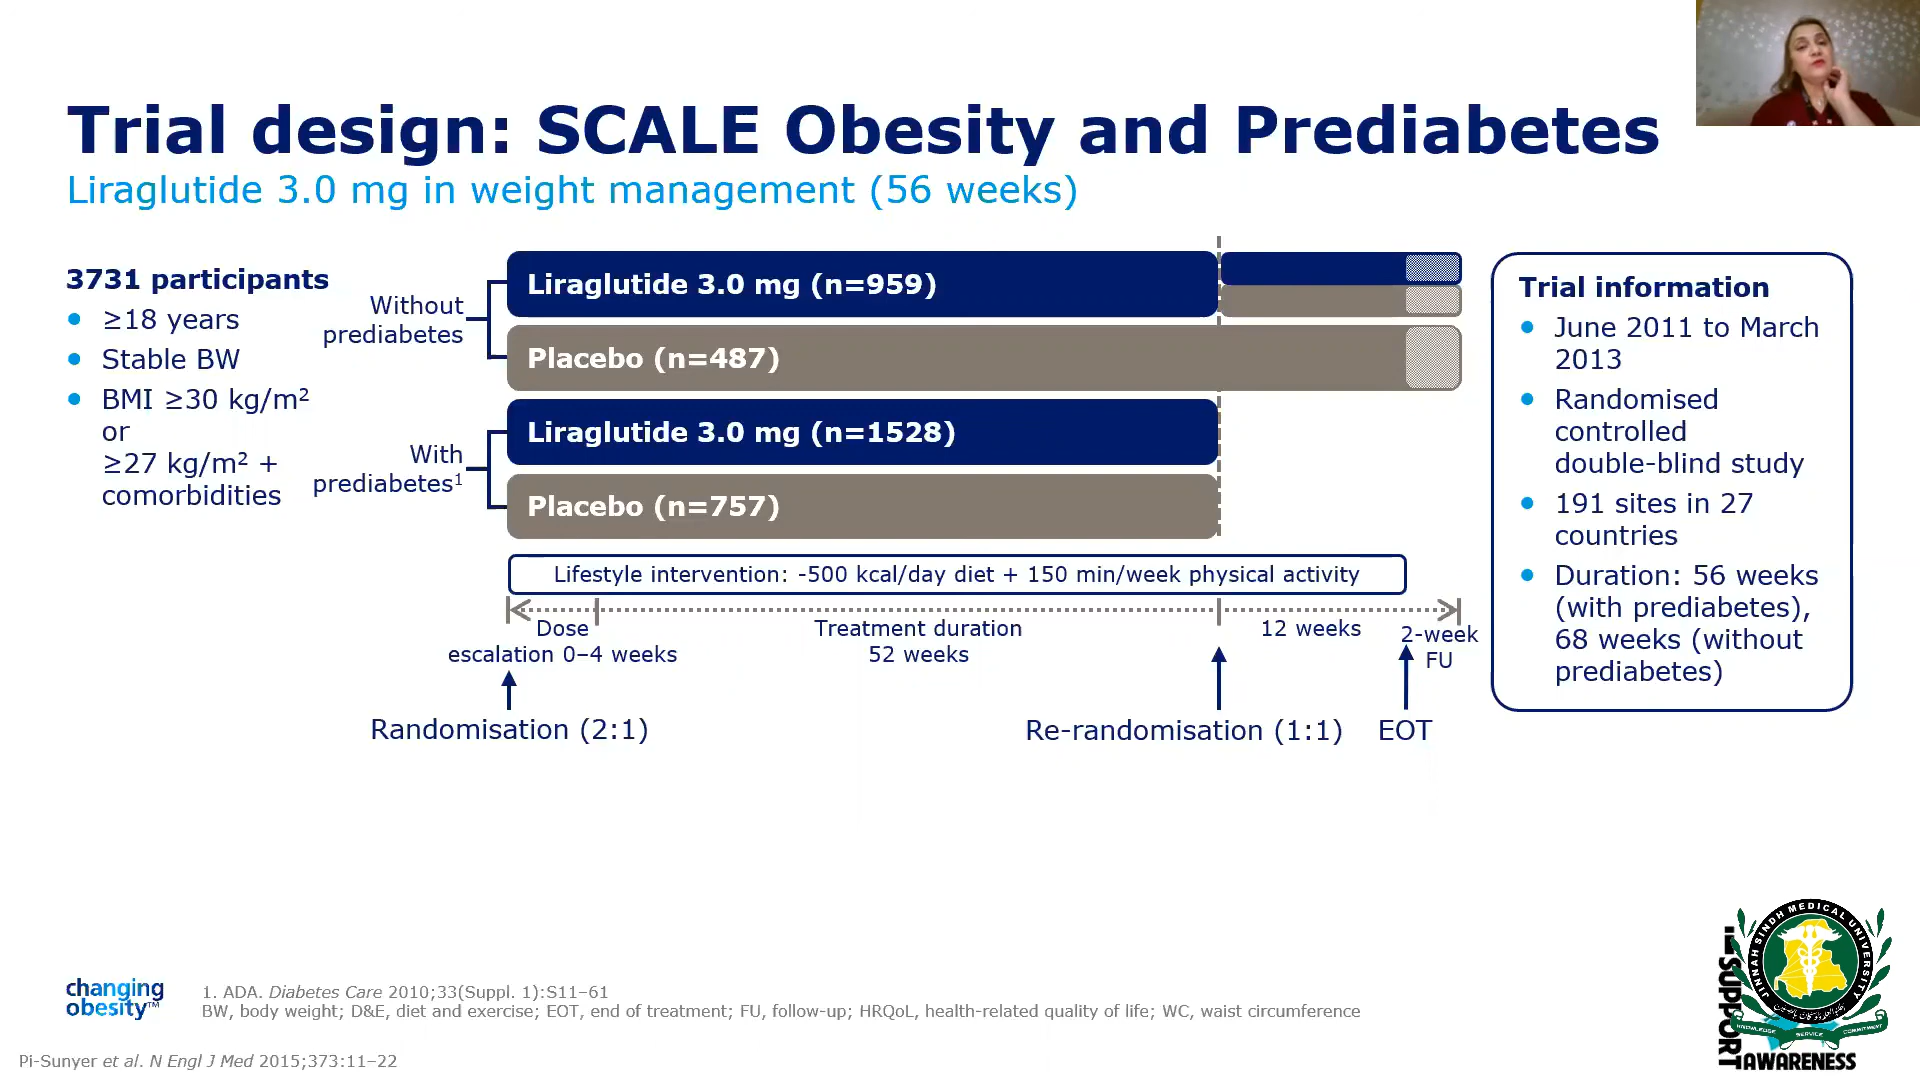 Trial design: SCALE Obesity and Prediabetes
Liraglutide 3.0 mg in weight management (56 weeks)
3731 participants
≥18 years
Stable BW
BMI ≥30 kg/m²
or
≥27 kg/m² +
comorbidities
Without
prediabetes
Liraglutide 3.0 mg (n=959)
Placebo (n=487)
With
prediabetes¹
Liraglutide 3.0 mg (n=1528)
Placebo (n=757)
Lifestyle intervention: -500 kcal/day diet + 150 min/week physical activity
Dose
escalation 0–4 weeks
Treatment duration
52 weeks
12 weeks
2-week
FU
Randomisation (2:1)
Re-randomisation (1:1)
EOT
Trial information
June 2011 to March
2013
Randomised
controlled
double-blind study
191 sites in 27
countries
Duration: 56 weeks
(with prediabetes),
68 weeks (without
prediabetes)
changing
obesity™
1. ADA. Diabetes Care 2010;33(Suppl. 1):S11–61
BW, body weight; D&E, diet and exercise; EOT, end of treatment; FU, follow-up; HRQoL, health-related quality of life; WC, waist circumference
Pi-Sunyer et al. N Engl J Med 2015;373:11–22
JINNAH SINDH MEDICAL UNIVERSITY
KNOWLEDGE SERVICE COMMITMENT
SUPPORT
AWARENESS